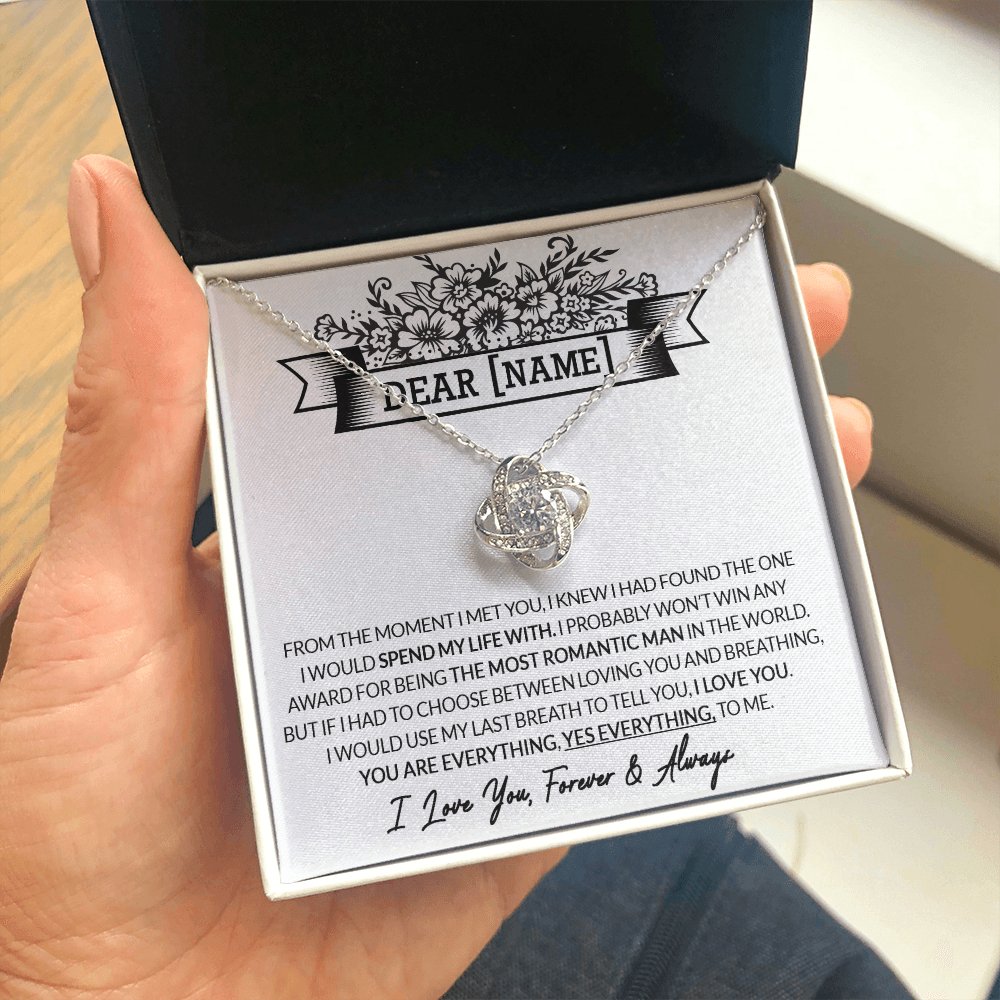 DEAR [NAME]
FROM THE MOMENT I MET YOU, I KNEW I HAD FOUND THE ONE
I WOULD SPEND MY LIFE WITH. I PROBABLY WON'T WIN ANY
AWARD FOR BEING THE MOST ROMANTIC MAN IN THE WORLD.
BUT IF I HAD TO CHOOSE BETWEEN LOVING YOU AND BREATHING,
I WOULD USE MY LAST BREATH TO TELL YOU, I LOVE YOU.
YOU ARE EVERYTHING, YES EVERYTHING, TO ME.
I Love You, Forever & Always